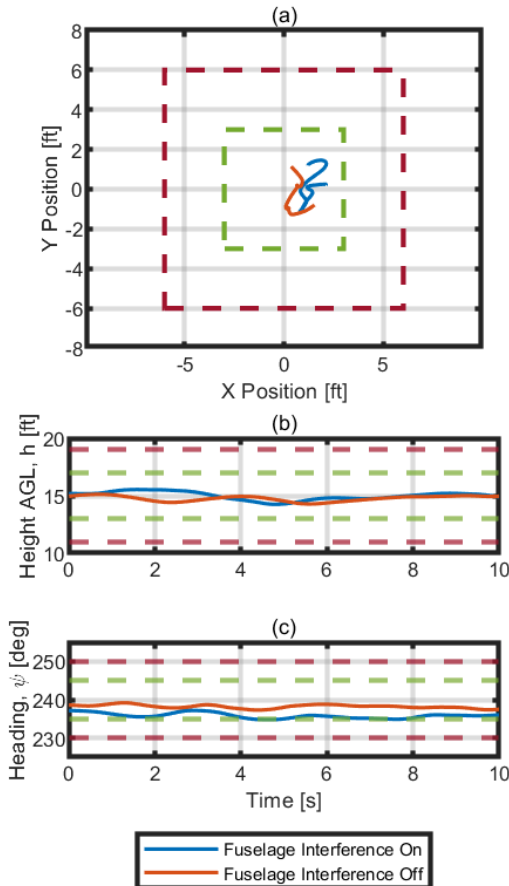 (a)
8
6
4
2
0
-2
-4
-6
-8
Y Position [ft]
-5 0 5
X Position [ft]
(b)
20
15
10
Height AGL, h [ft]
0 2 4 6 8 10
(c)
250
240
230
Heading, ψ [deg]
0 2 4 6 8 10
Time [s]
Fuselage Interference On
Fuselage Interference Off